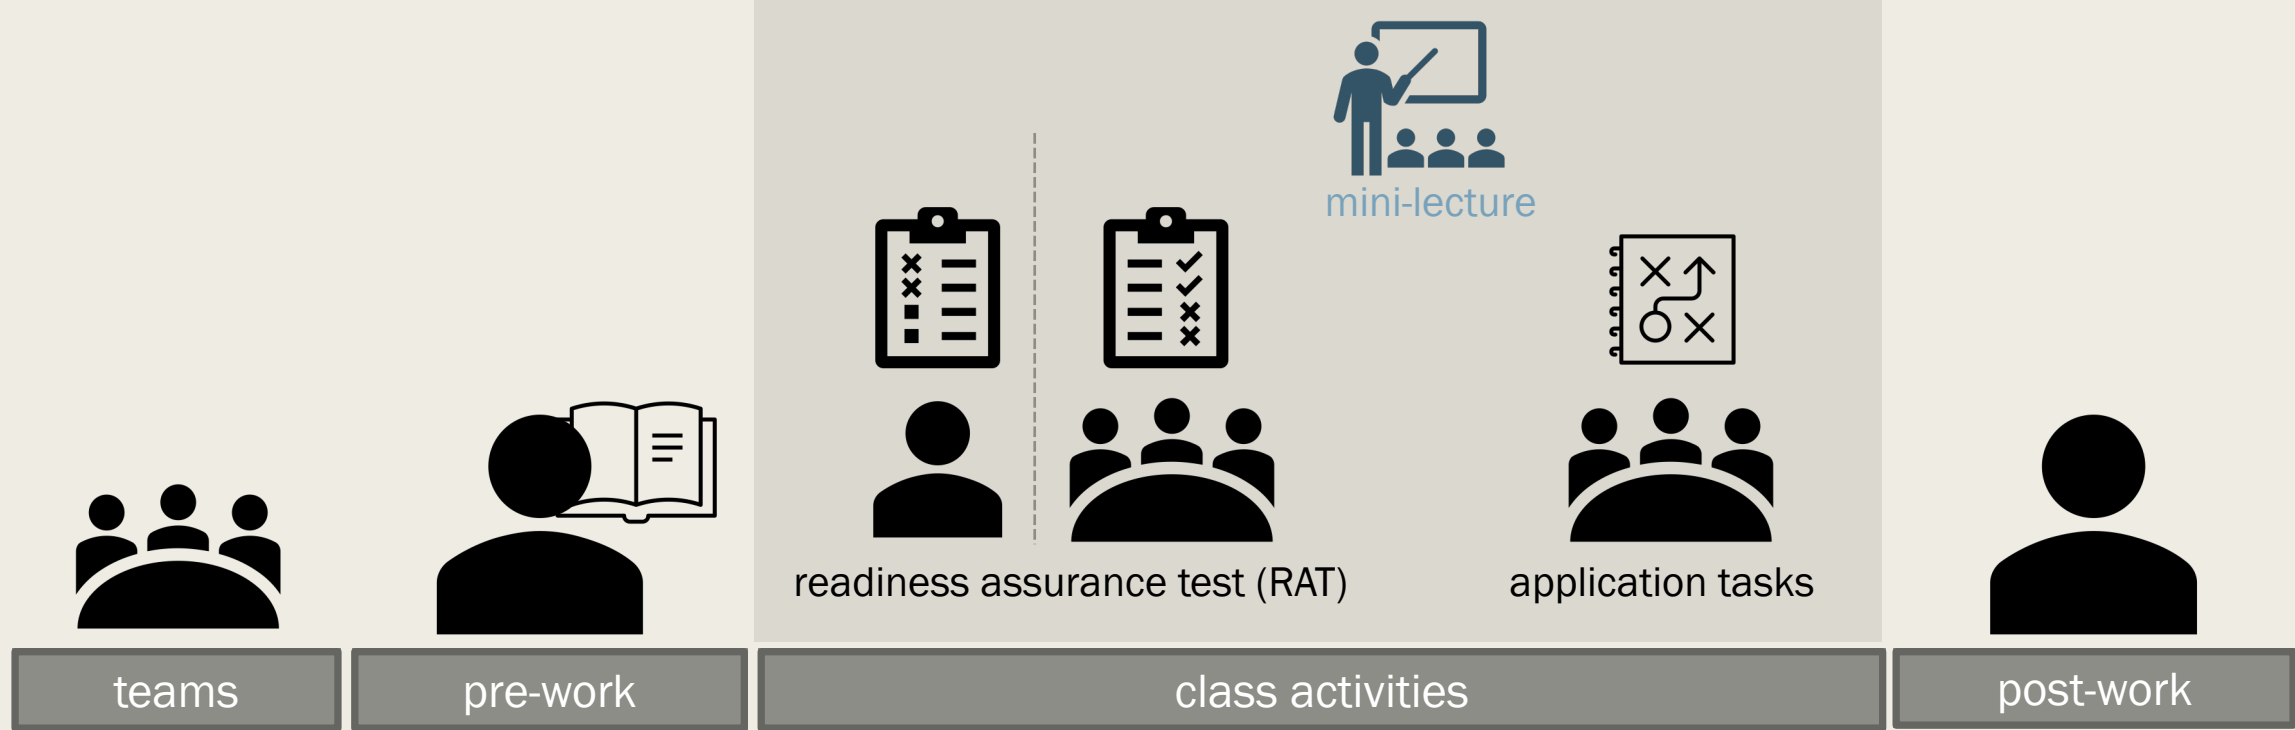 mini-lecture
readiness assurance test (RAT)
application tasks
teams
pre-work
class activities
post-work